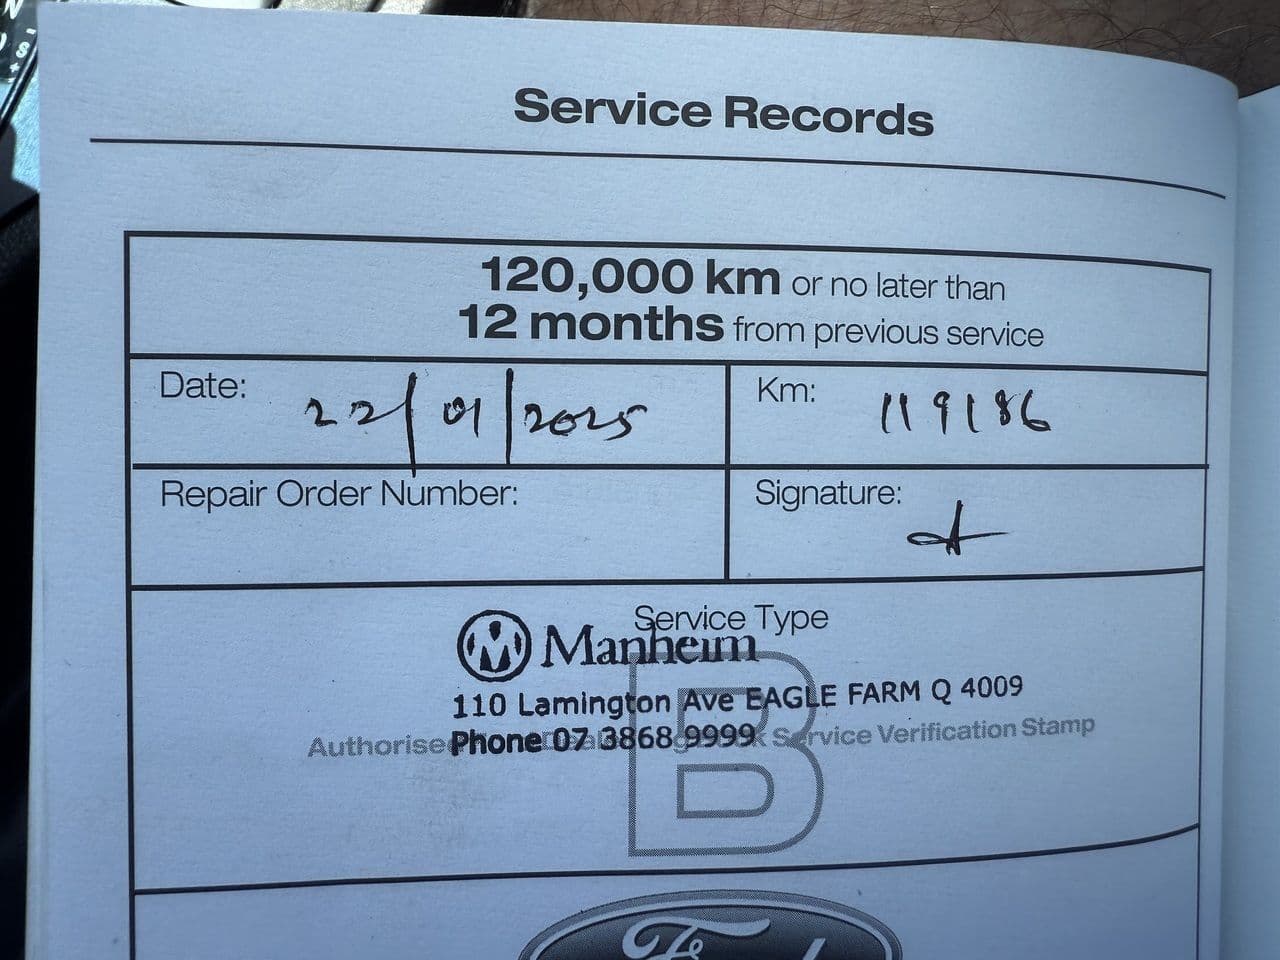 Service Records
120,000 km or no later than
12 months from previous service
Date: 22/01/2025
Km: 119186
Repair Order Number:
Signature:
Service Type
Manheim
110 Lamington Ave EAGLE FARM Q 4009
Phone 07 3868 9999
Service Verification Stamp
B
Ford